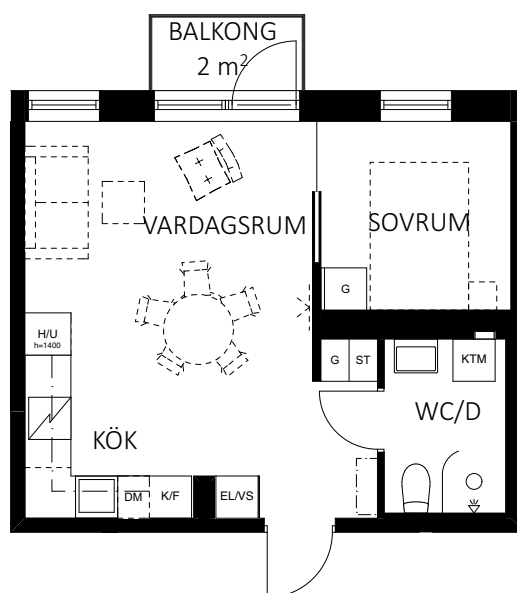 BALKONG
2 m²
VARDAGSRUM
SOVRUM
G
H/U
h=1400
G
ST
KTM
WC/D
KÖK
DM
K/F
EL/VS